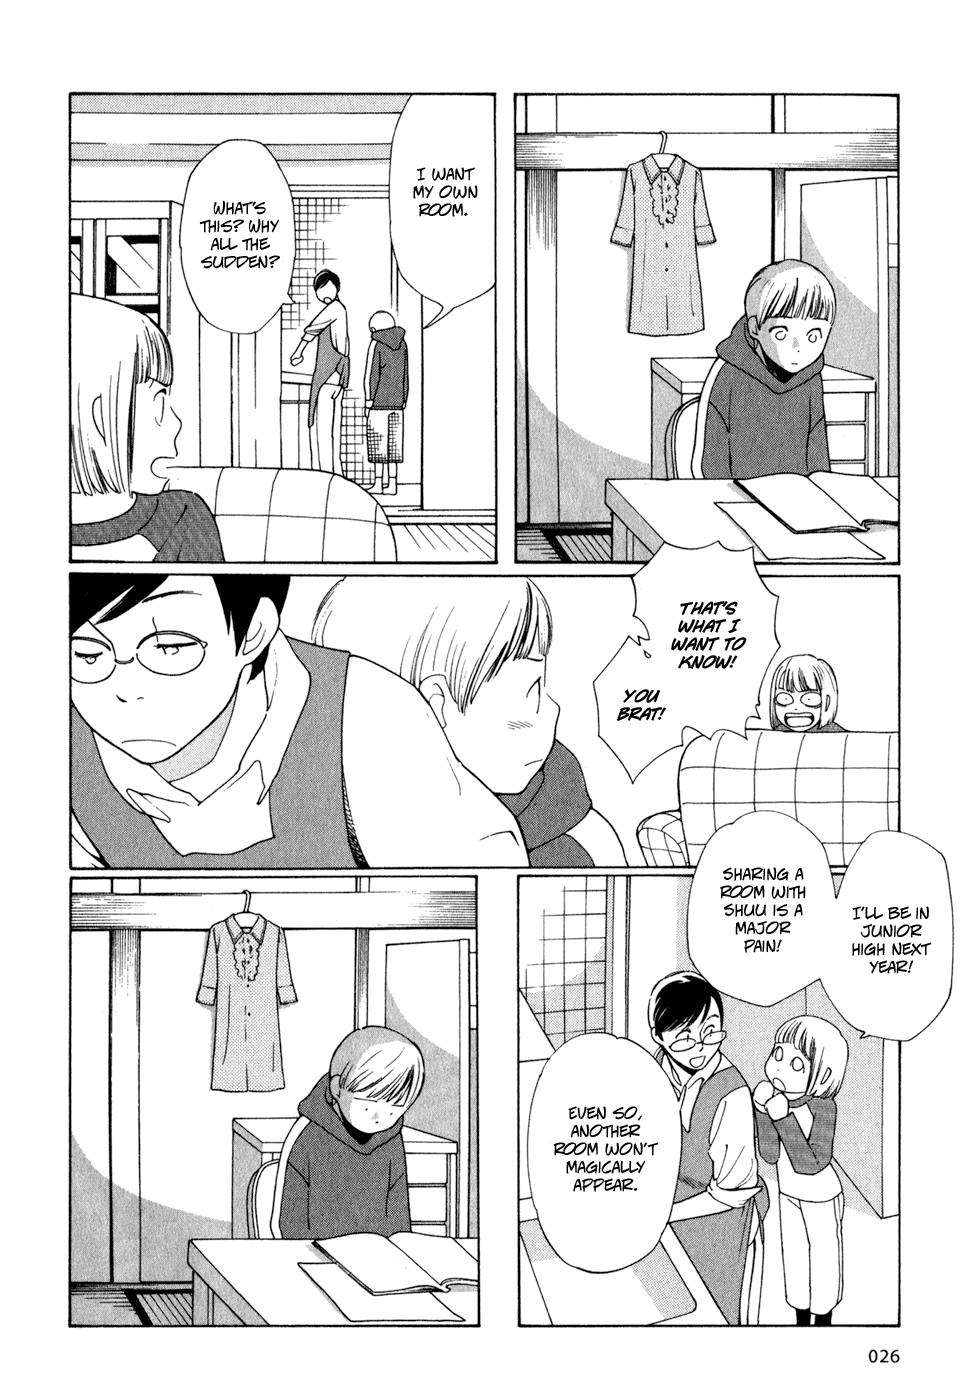 I WANT
MY OWN
ROOM.
WHAT'S
THIS? WHY
ALL THE
SUDDEN?
THAT'S
WHAT I
WANT TO
KNOW!
YOU
BRAT!
I'LL BE IN
JUNIOR
HIGH NEXT
YEAR!
SHARING A
ROOM WITH
SHUU IS A
MAJOR
PAIN!
EVEN SO,
ANOTHER
ROOM WON'T
MAGICALLY
APPEAR.
026